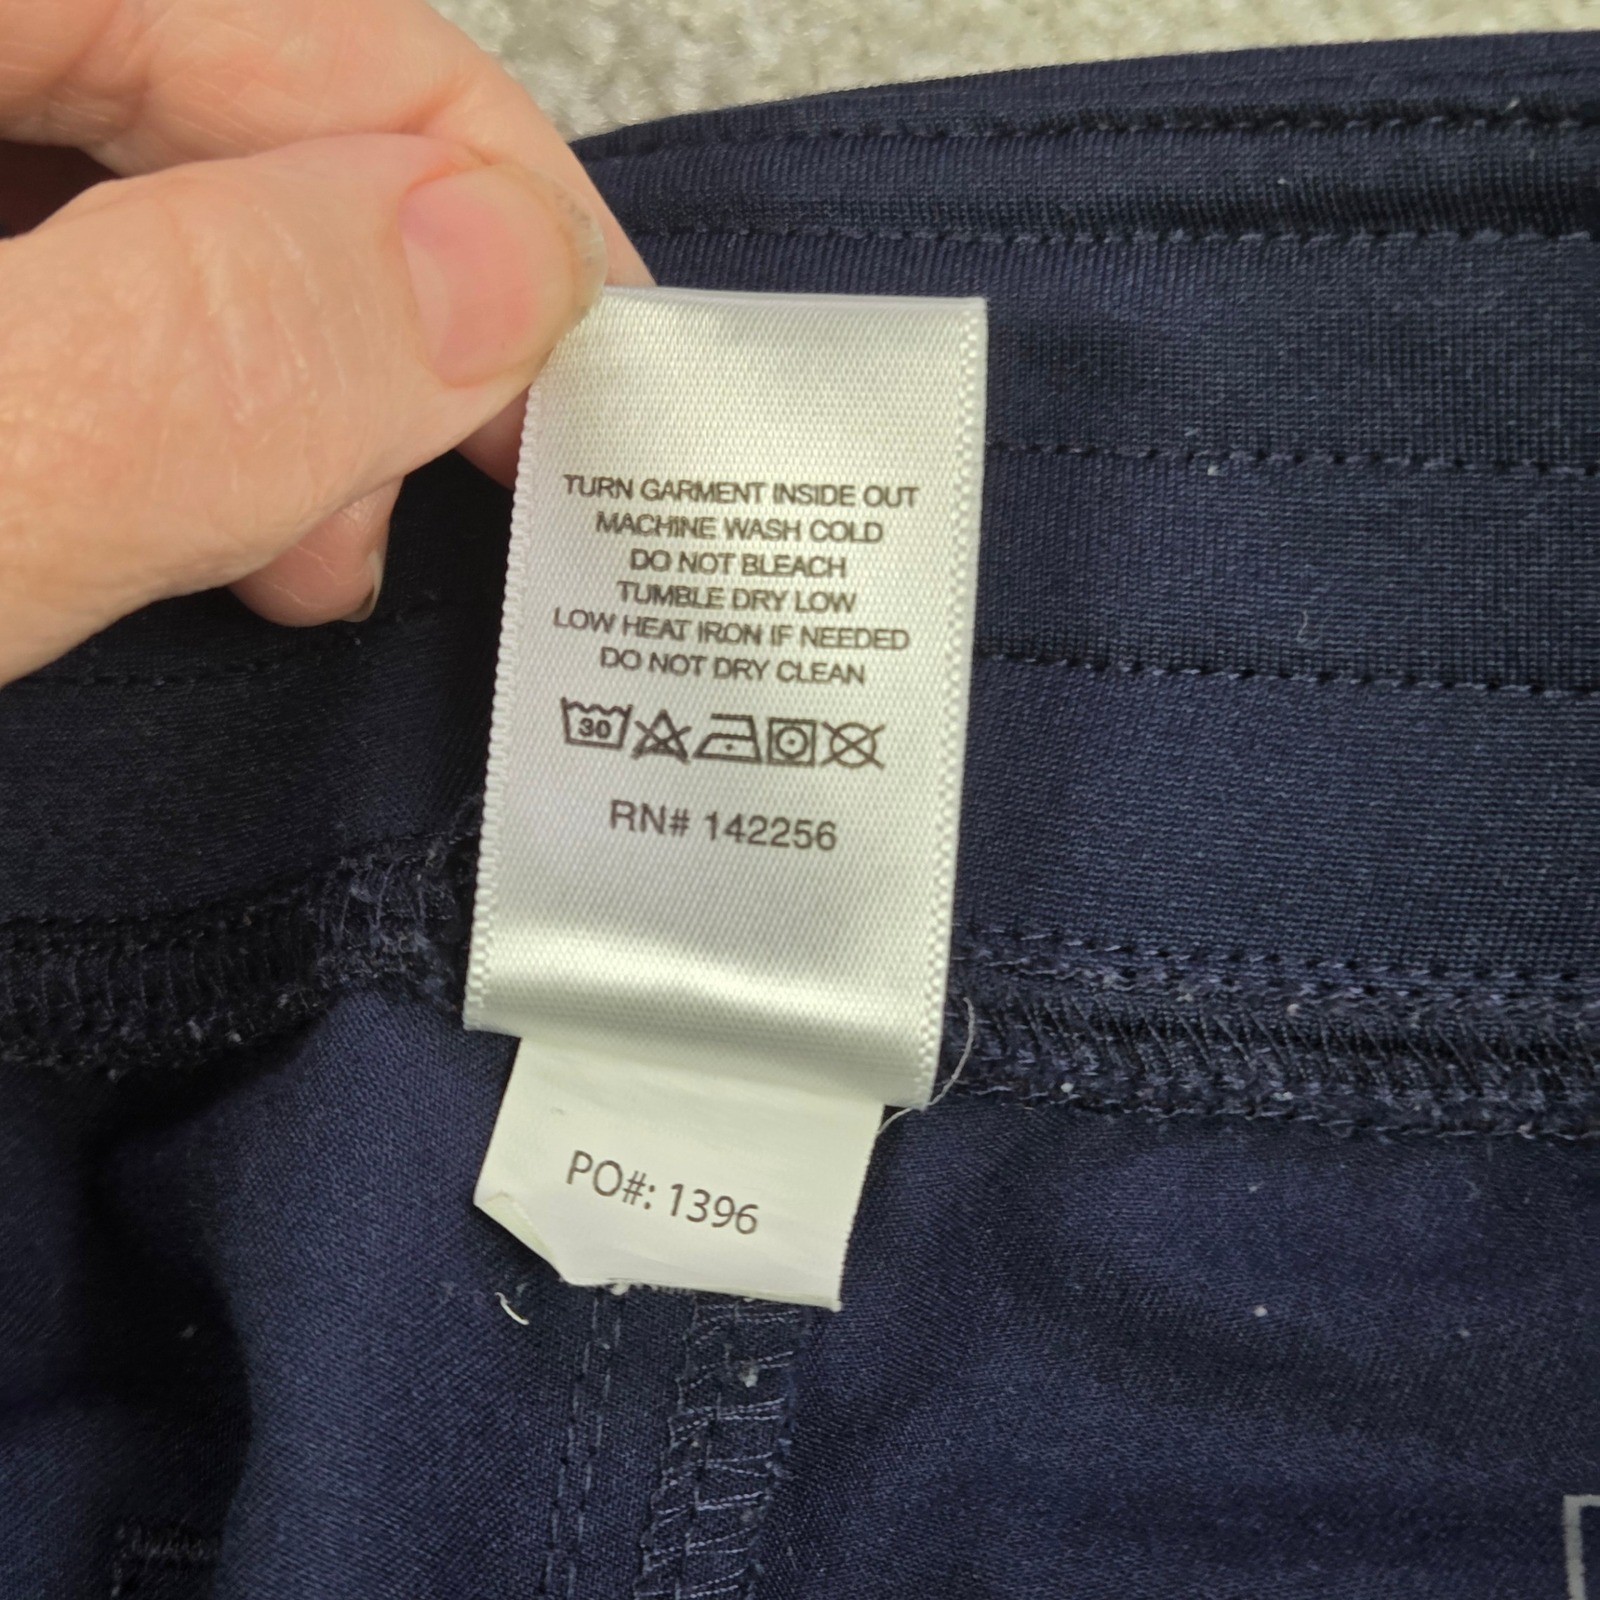 TURN GARMENT INSIDE OUT
MACHINE WASH COLD
DO NOT BLEACH
TUMBLE DRY LOW
LOW HEAT IRON IF NEEDED
DO NOT DRY CLEAN
30
RN# 142256
PO#: 1396